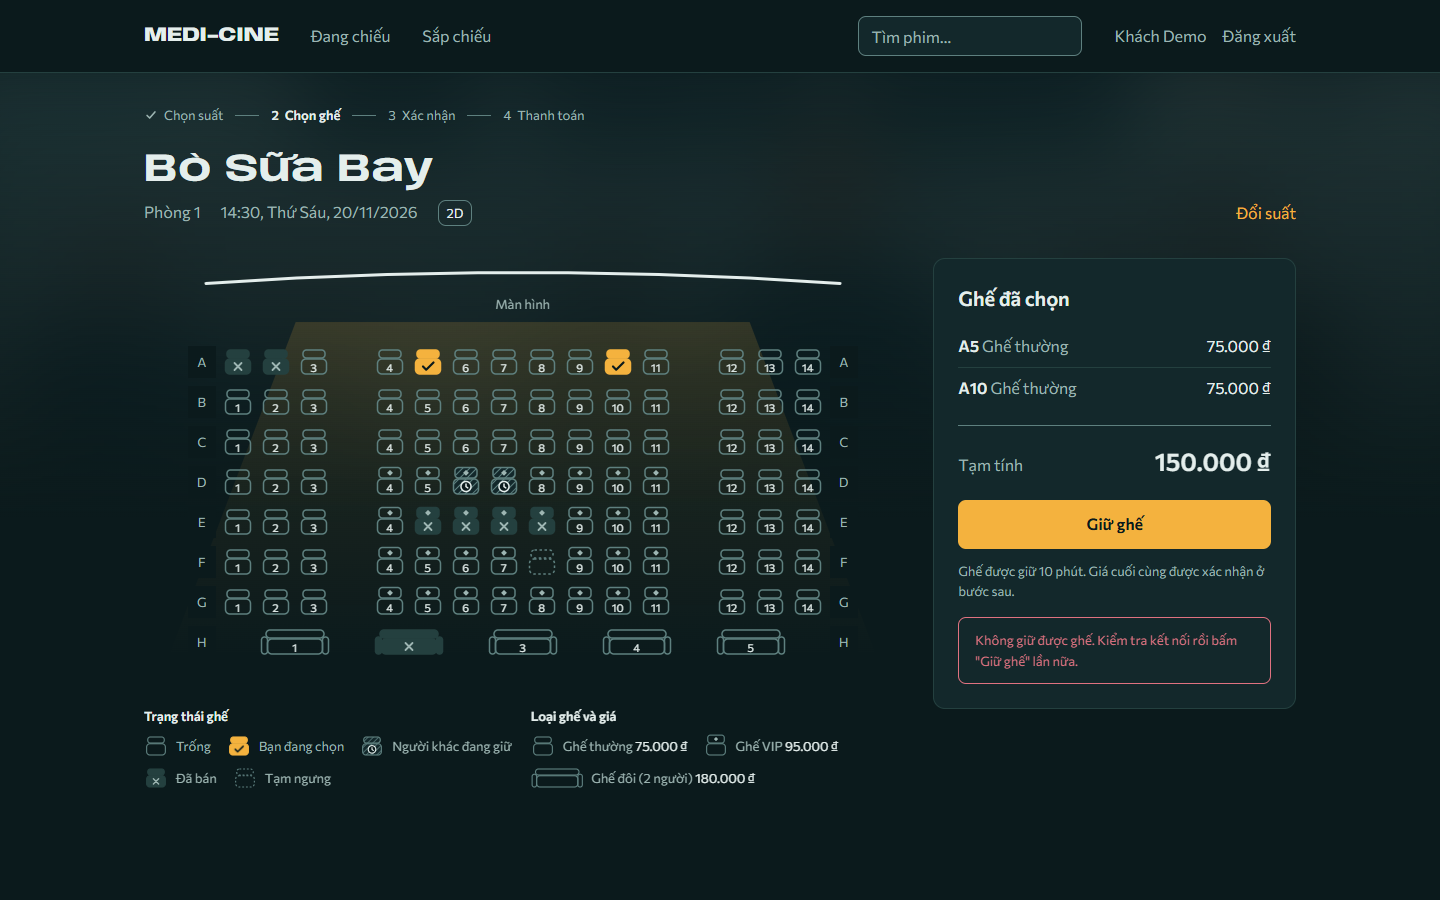 MEDI-CINE Đang chiếu Sắp chiếu Tìm phim... Khách Demo Đăng xuất
Chọn suất 2 Chọn ghế 3 Xác nhận 4 Thanh toán
Bò Sữa Bay
Phòng 1 14:30, Thứ Sáu, 20/11/2026 2D Đổi suất
Màn hình
A 3 4 6 7 8 9 11 12 13 14 A
B 1 2 3 4 5 6 7 8 9 10 11 12 13 14 B
C 1 2 3 4 5 6 7 8 9 10 11 12 13 14 C
D 1 2 3 4 5 8 9 10 11 12 13 14 D
E 1 2 3 4 9 10 11 12 13 14 E
F 1 2 3 4 5 6 7 9 10 11 12 13 14 F
G 1 2 3 4 5 6 7 8 9 10 11 12 13 14 G
H 1 3 4 5 H
Ghế đã chọn
A5 Ghế thường 75.000 ₫
A10 Ghế thường 75.000 ₫
Tạm tính 150.000 ₫
Giữ ghế
Ghế được giữ 10 phút. Giá cuối cùng được xác nhận ở
bước sau.
Không giữ được ghế. Kiểm tra kết nối rồi bấm
"Giữ ghế" lần nữa.
Trạng thái ghế
Trống Bạn đang chọn Người khác đang giữ
Đã bán Tạm ngưng
Loại ghế và giá
Ghế thường 75.000 ₫ Ghế VIP 95.000 ₫
Ghế đôi (2 người) 180.000 ₫